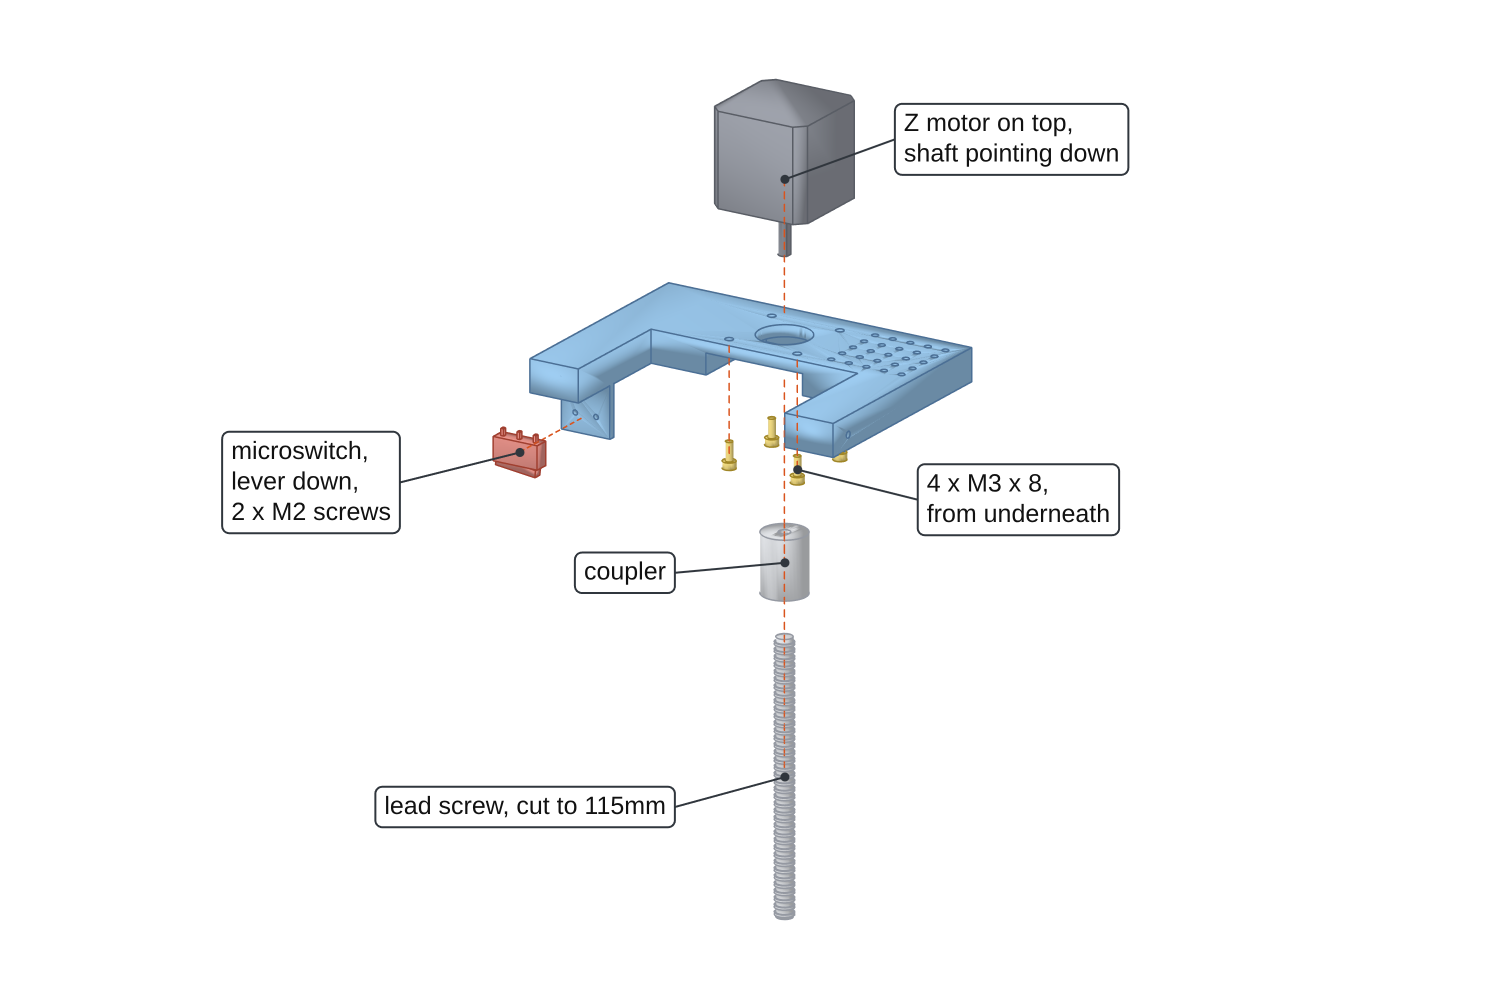 Z motor on top,
shaft pointing down
microswitch,
lever down,
2 x M2 screws
4 x M3 x 8,
from underneath
coupler
lead screw, cut to 115mm